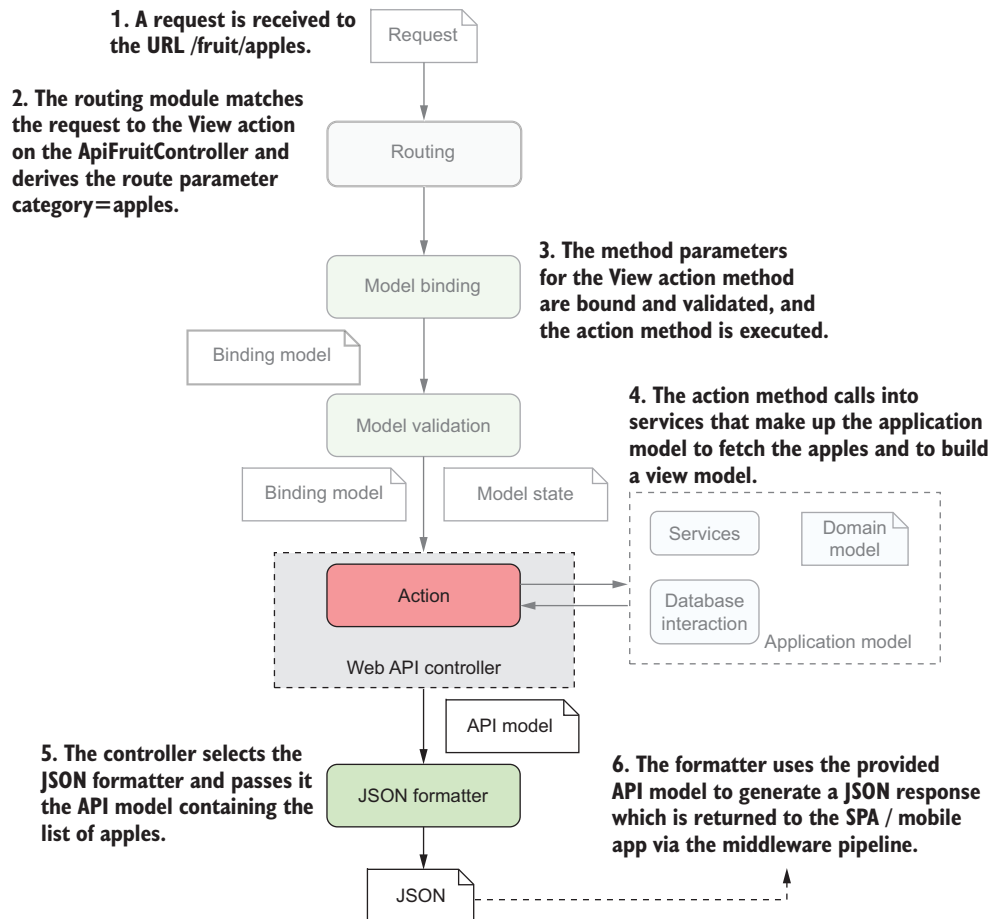 1. A request is received to
the URL /fruit/apples.
Request
2. The routing module matches
the request to the View action
on the ApiFruitController and
derives the route parameter
category=apples.
Routing
3. The method parameters
for the View action method
are bound and validated, and
the action method is executed.
Model binding
Binding model
Model validation
4. The action method calls into
services that make up the application
model to fetch the apples and to build
a view model.
Binding model
Model state
Services
Domain
model
Action
Database
interaction
Application model
Web API controller
API model
5. The controller selects the
JSON formatter and passes it
the API model containing the
list of apples.
JSON formatter
6. The formatter uses the provided
API model to generate a JSON response
which is returned to the SPA / mobile
app via the middleware pipeline.
JSON